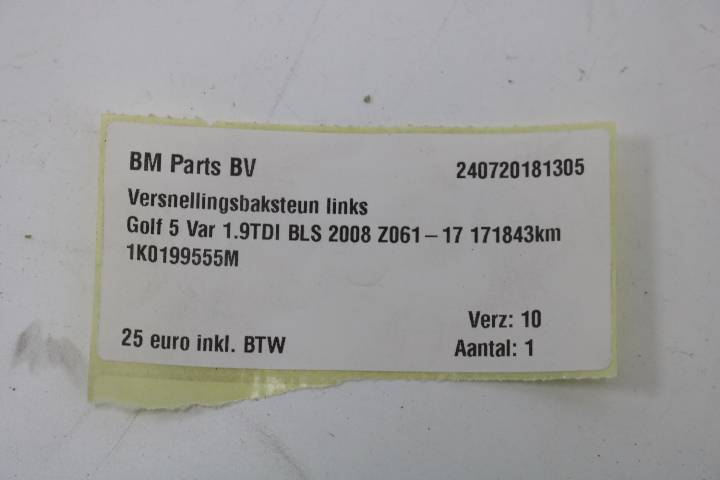 BM Parts BV 240720181305
Versnellingsbaksteun links
Golf 5 Var 1.9TDI BLS 2008 Z061-17 171843km
1K0199555M
Verz: 10
25 euro inkl. BTW Aantal: 1